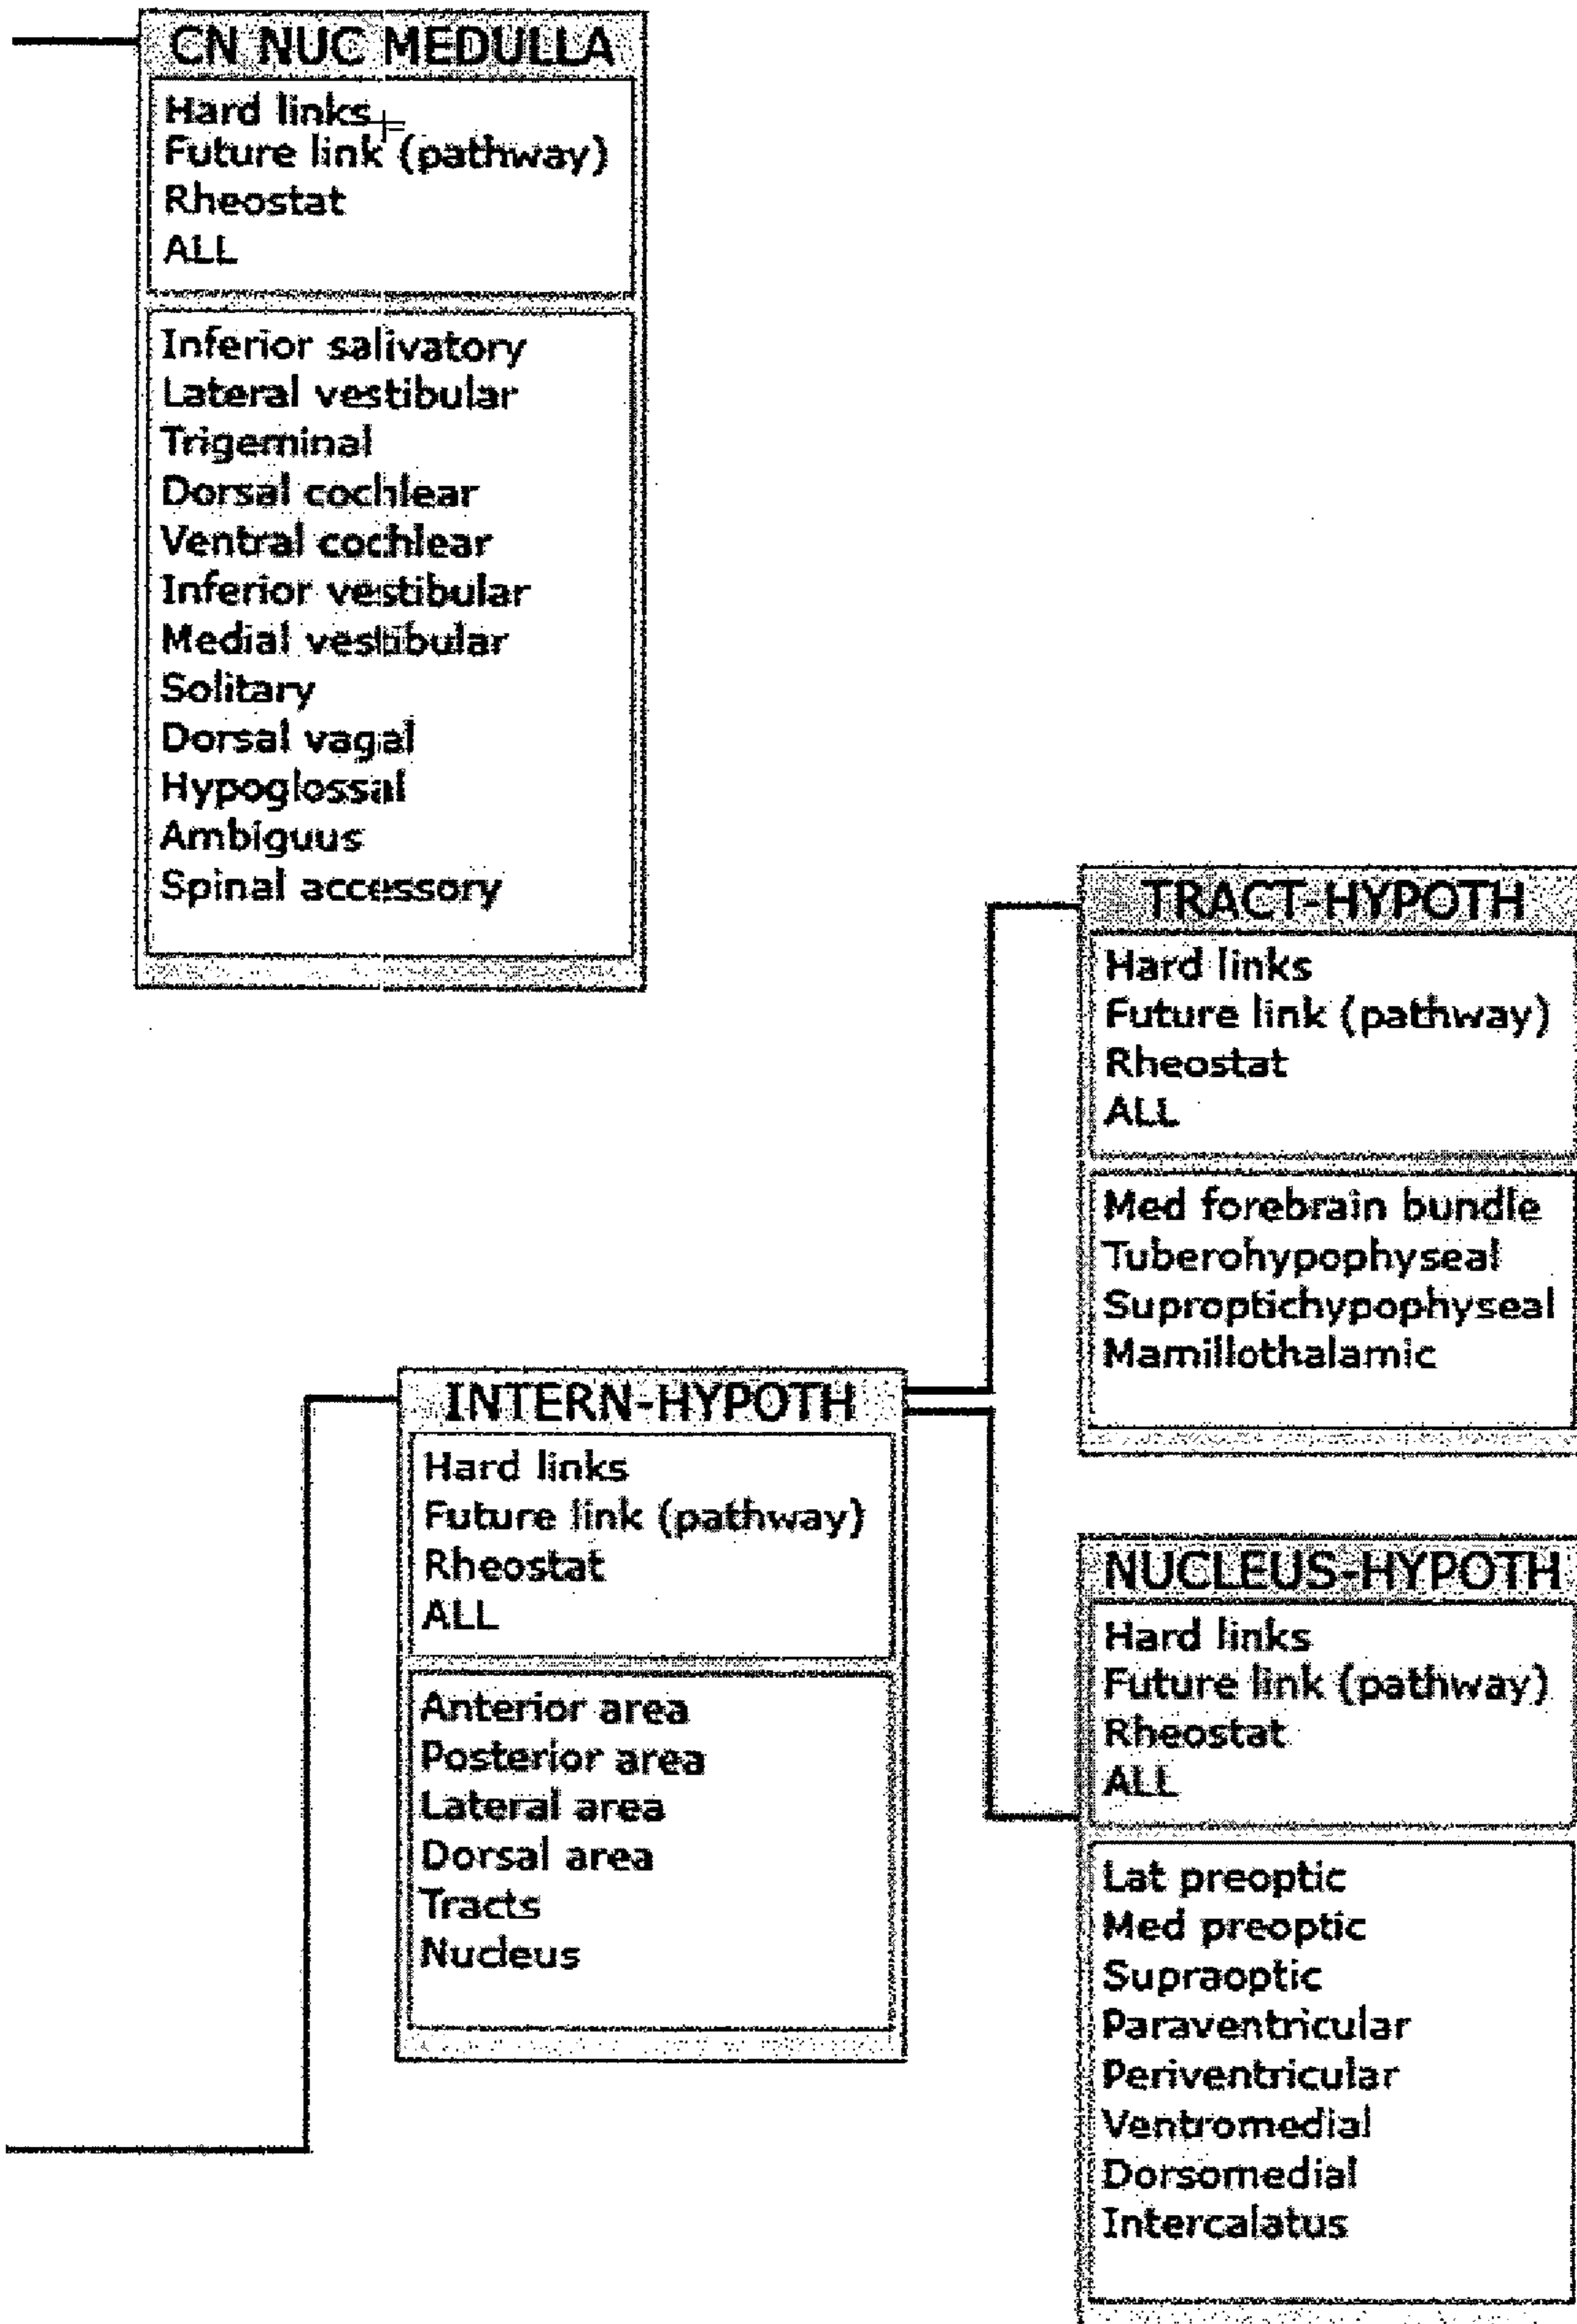 CN NUC MEDULLA
Hard links
Future link (pathway)
Rheostat
ALL
Inferior salivatory
Lateral vestibular
Trigeminal
Dorsal cochlear
Ventral cochlear
Inferior vestibular
Medial vestibular
Solitary
Dorsal vagal
Hypoglossal
Ambiguus
Spinal accessory
TRACT-HYPOTH
Hard links
Future link (pathway)
Rheostat
ALL
Med forebrain bundle
Tuberohypophyseal
Suproptichypophyseal
Mamillothalamic
INTERN-HYPOTH
Hard links
Future link (pathway)
Rheostat
ALL
Anterior area
Posterior area
Lateral area
Dorsal area
Tracts
Nucleus
NUCLEUS-HYPOTH
Hard links
Future link (pathway)
Rheostat
ALL
Lat preoptic
Med preoptic
Supraoptic
Paraventricular
Periventricular
Ventromedial
Dorsomedial
Intercalatus